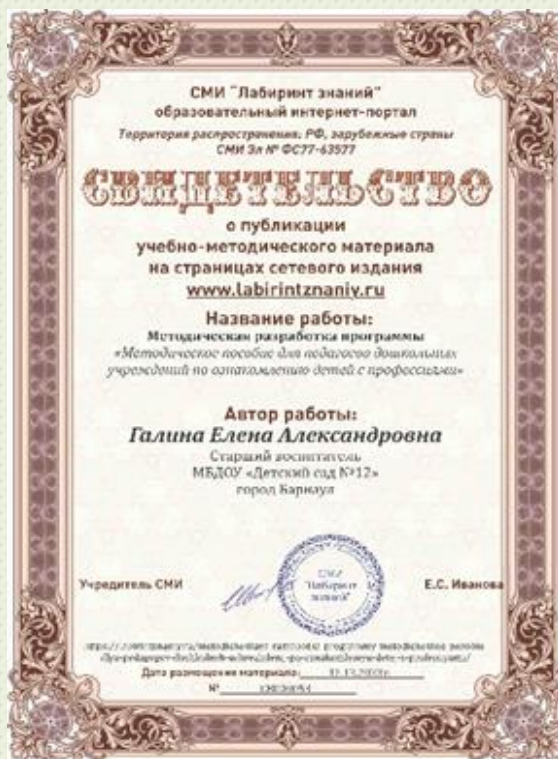 СМИ "Лабиринт знаний"
образовательный интернет-портал
Территория распространения: РФ, зарубежные страны
СМИ Эл № ФС77-63577
СВИДЕТЕЛЬСТВО
о публикации
учебно-методического материала
на страницах сетевого издания
www.labirintznaniy.ru
Название работы:
Методическая разработка программы
«Методическое пособие для педагогов дошкольных
учреждений по ознакомлению детей с профессиями»
Автор работы:
Галина Елена Александровна
Старший воспитатель
МБДОУ «Детский сад №12»
город Барнаул
Учредитель СМИ
СМИ
"Лабиринт
знаний"
Е.С. Иванова
Дата размещения материала:
№